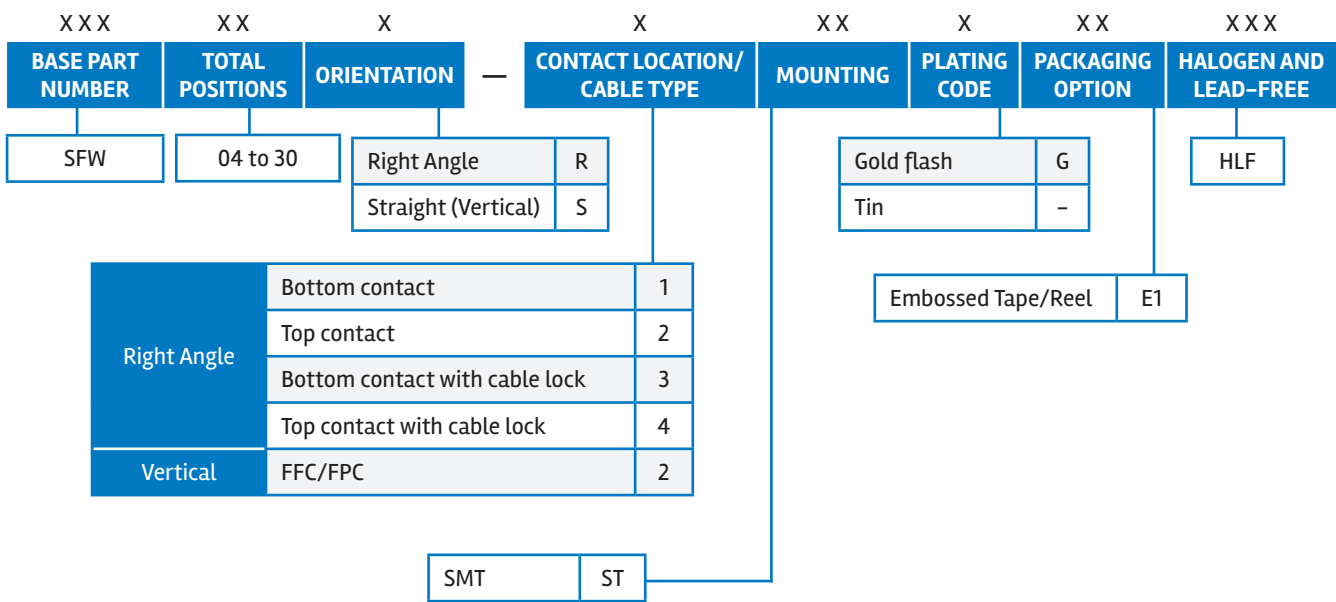 XXX XX X X XX X XX XXX
BASE PART NUMBER
TOTAL POSITIONS
ORIENTATION
—
CONTACT LOCATION/ CABLE TYPE
MOUNTING
PLATING CODE
PACKAGING OPTION
HALOGEN AND LEAD-FREE
SFW
04 to 30
Right Angle R
Straight (Vertical) S
Gold flash G
Tin –
HLF
Embossed Tape/Reel E1
Right Angle
Bottom contact 1
Top contact 2
Bottom contact with cable lock 3
Top contact with cable lock 4
Vertical FFC/FPC 2
SMT ST